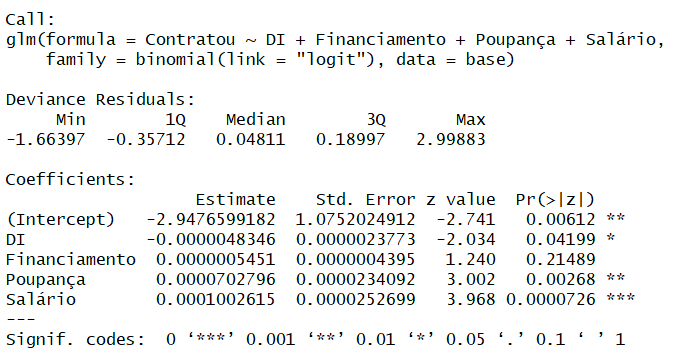 Call:
glm(formula = Contratou ~ DI + Financiamento + Poupança + Salário,
    family = binomial(link = "logit"), data = base)
Deviance Residuals:
     Min       1Q   Median       3Q      Max
-1.66397 -0.35712  0.04811  0.18997  2.99883
Coefficients:
                   Estimate    Std. Error z value  Pr(>|z|)
(Intercept)   -2.9476599182  1.0752024912  -2.741   0.00612 **
DI            -0.0000048346  0.0000023773  -2.034   0.04199 *
Financiamento  0.0000005451  0.0000004395   1.240   0.21489
Poupança       0.0000702796  0.0000234092   3.002   0.00268 **
Salário        0.0001002615  0.0000252699   3.968 0.0000726 ***
---
Signif. codes:  0 ‘***’ 0.001 ‘**’ 0.01 ‘*’ 0.05 ‘.’ 0.1 ‘ ’ 1